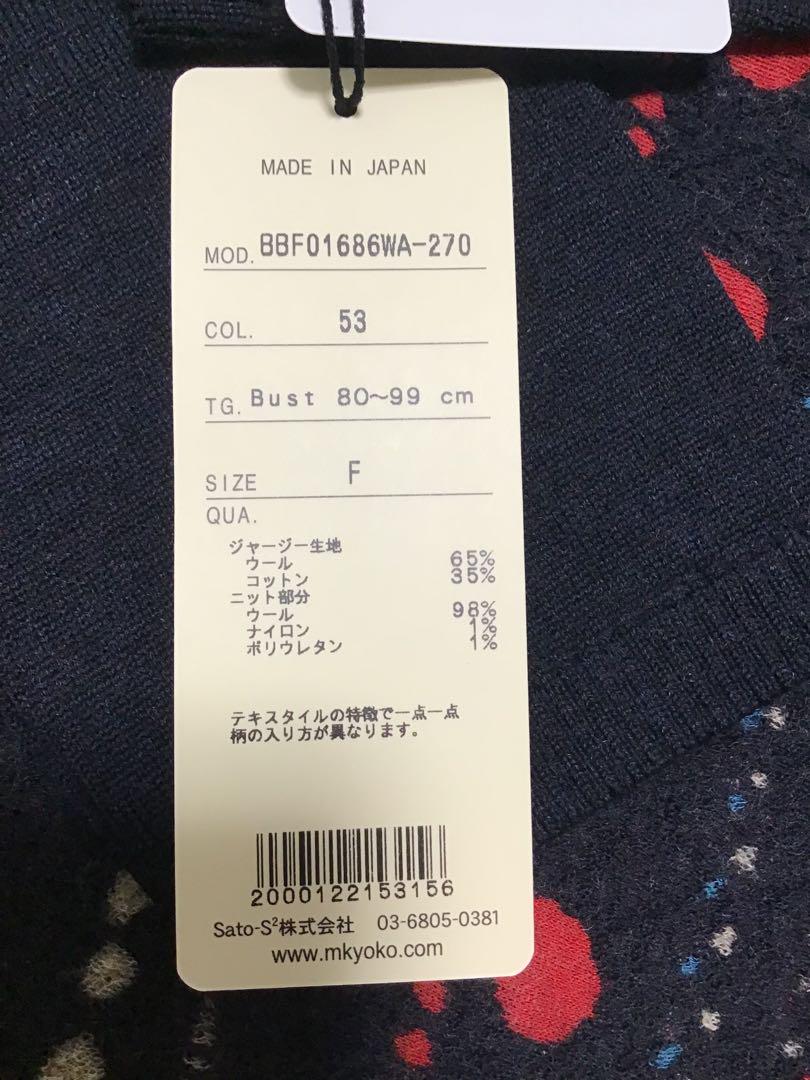 MADE IN JAPAN
MOD. BBF01686WA-270
COL. 53
TG. Bust 80〜99 cm
SIZE F
QUA.
ジャージー生地
ウール 65%
コットン 35%
ニット部分
ウール 98%
ナイロン 1%
ポリウレタン 1%
テキスタイルの特徴で一点一点
柄の入り方が異なります。
2000122153156
Sato-S²株式会社 03-6805-0381
www.mkyoko.com